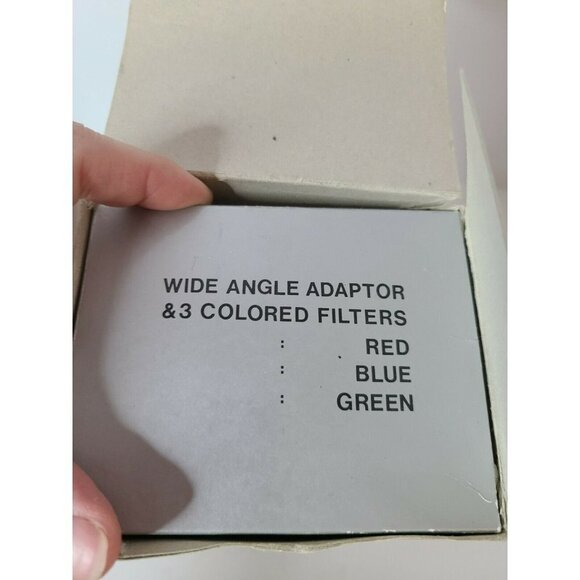 WIDE ANGLE ADAPTOR
&3 COLORED FILTERS
: RED
: BLUE
: GREEN